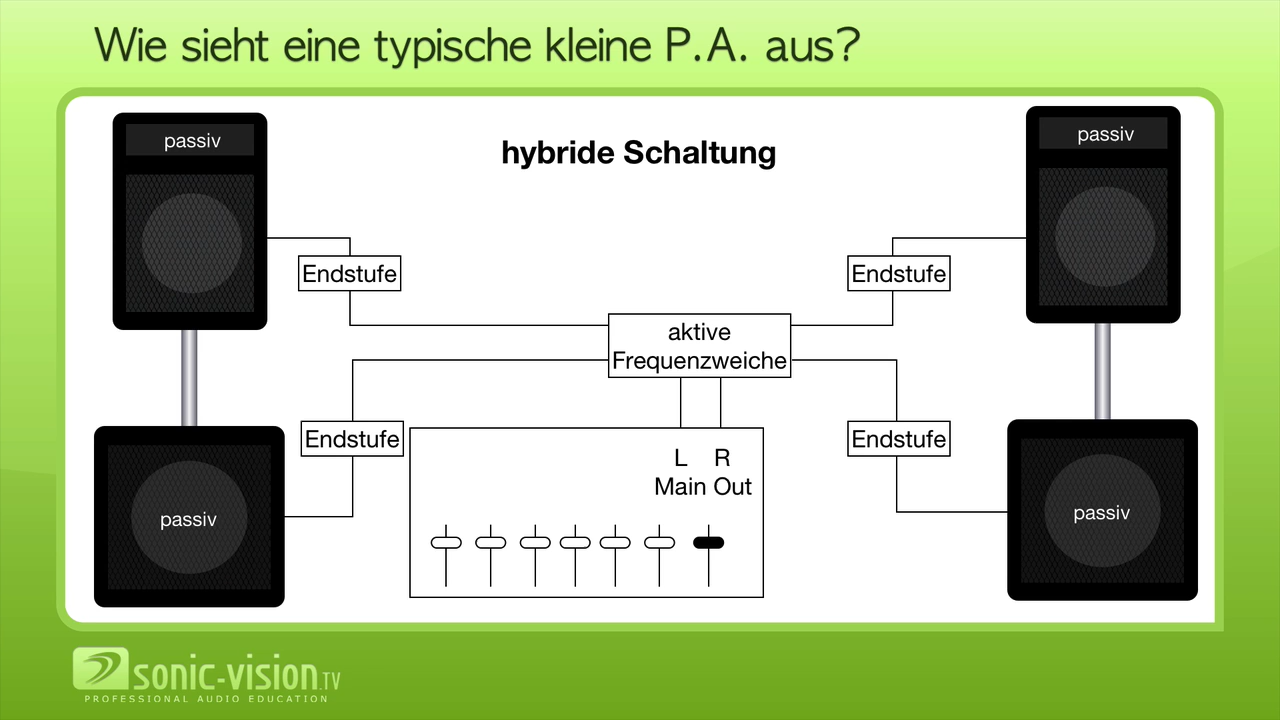 Wie sieht eine typische kleine P.A. aus?
passiv
hybride Schaltung
passiv
Endstufe
Endstufe
aktive
Frequenzweiche
Endstufe
Endstufe
L R
Main Out
passiv
passiv
sonic-vision.TV
PROFESSIONAL AUDIO EDUCATION